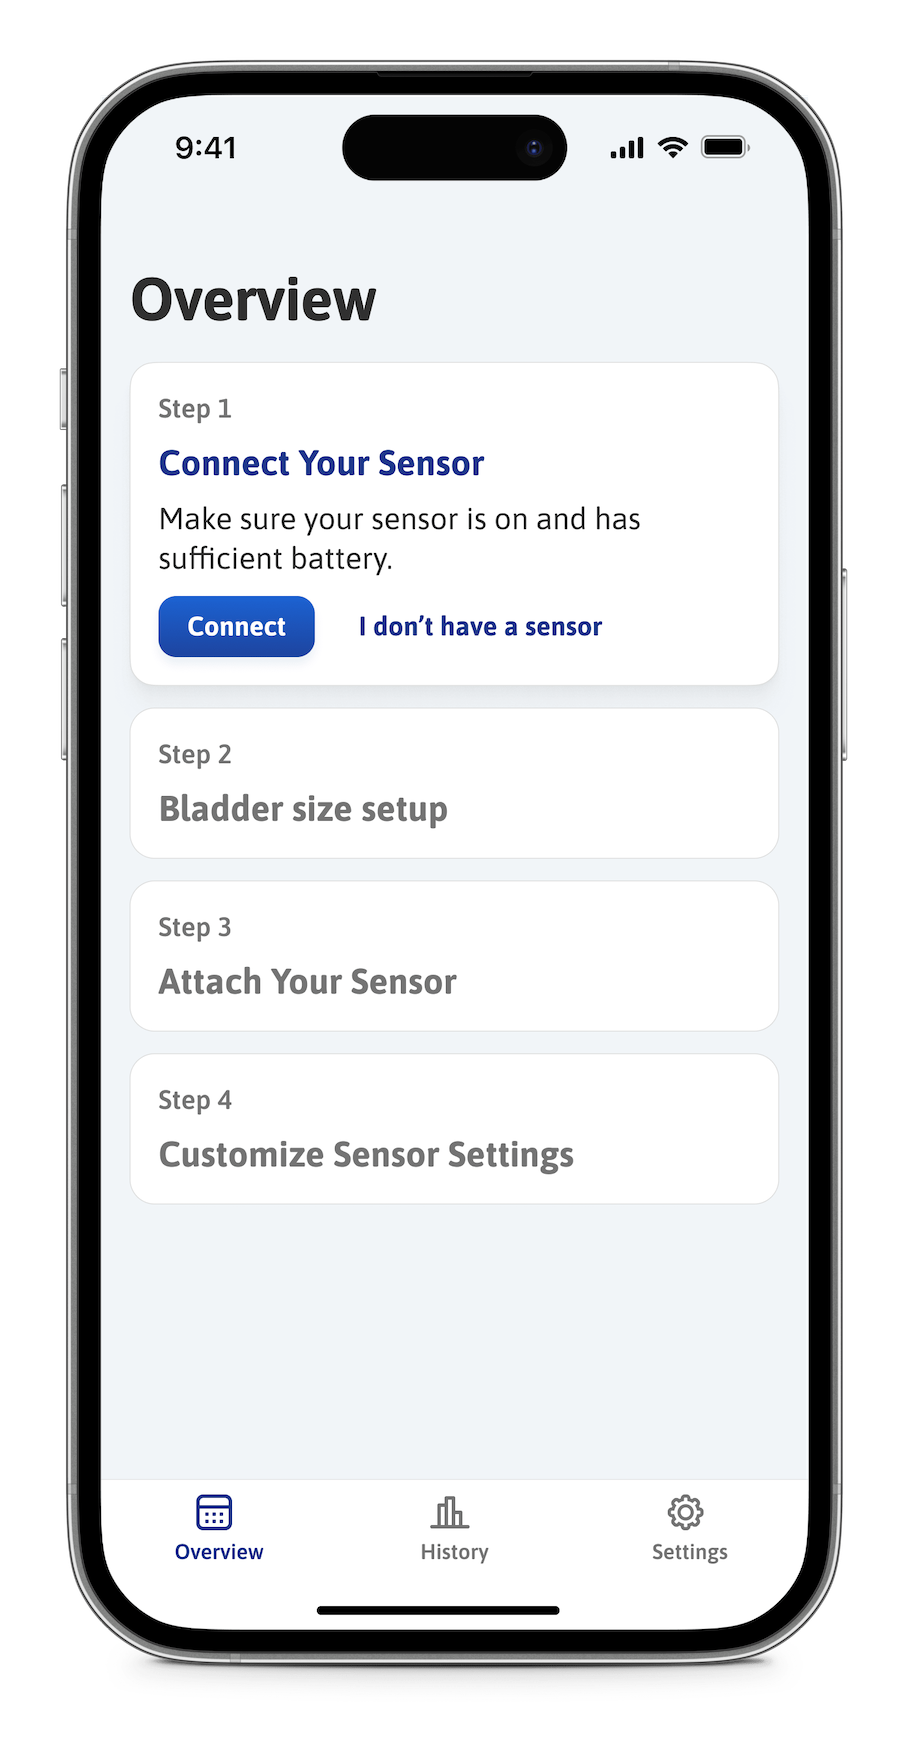 9:41
Overview
Step 1
Connect Your Sensor
Make sure your sensor is on and has
sufficient battery.
Connect
I don’t have a sensor
Step 2
Bladder size setup
Step 3
Attach Your Sensor
Step 4
Customize Sensor Settings
Overview
History
Settings